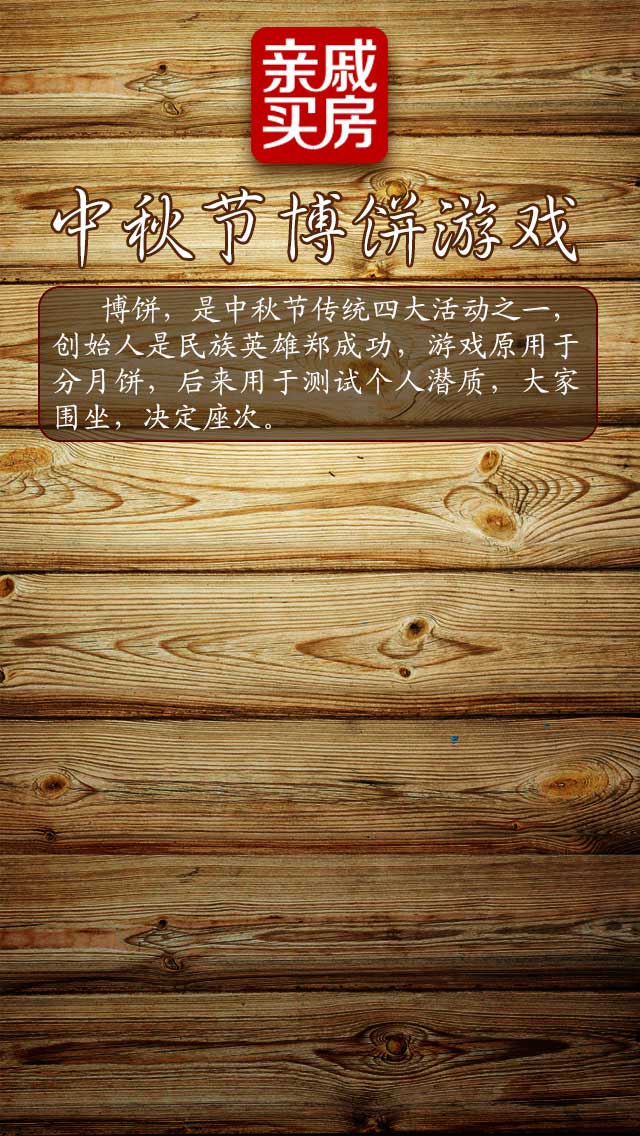 亲戚
买房
中秋节博饼游戏
博饼，是中秋节传统四大活动之一，
创始人是民族英雄郑成功，游戏原用于
分月饼，后来用于测试个人潜质，大家
围坐，决定座次。